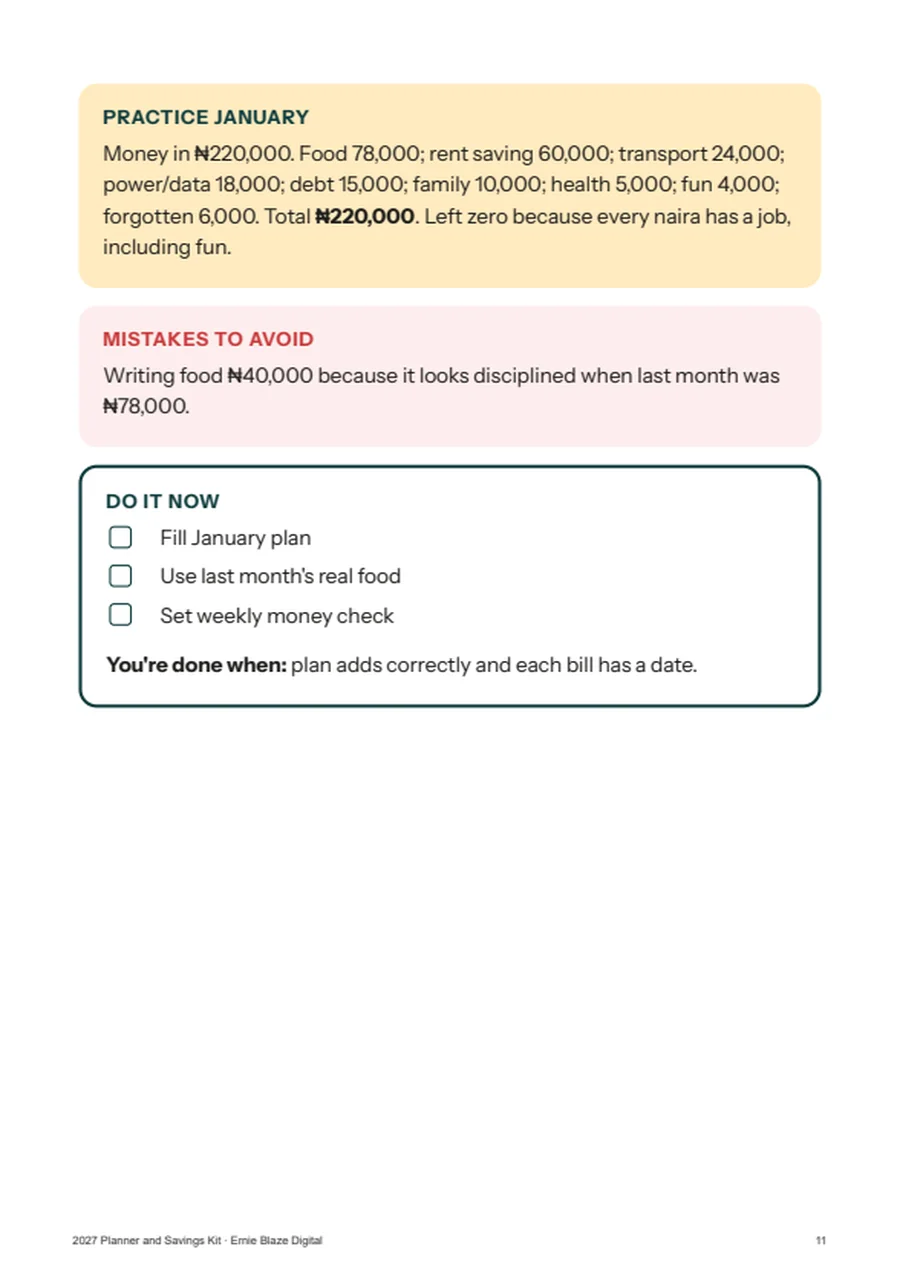 PRACTICE JANUARY
Money in ₦220,000. Food 78,000; rent saving 60,000; transport 24,000;
power/data 18,000; debt 15,000; family 10,000; health 5,000; fun 4,000;
forgotten 6,000. Total ₦220,000. Left zero because every naira has a job,
including fun.
MISTAKES TO AVOID
Writing food ₦40,000 because it looks disciplined when last month was
₦78,000.
DO IT NOW
Fill January plan
Use last month's real food
Set weekly money check
You're done when: plan adds correctly and each bill has a date.
2027 Planner and Savings Kit · Ernie Blaze Digital
11